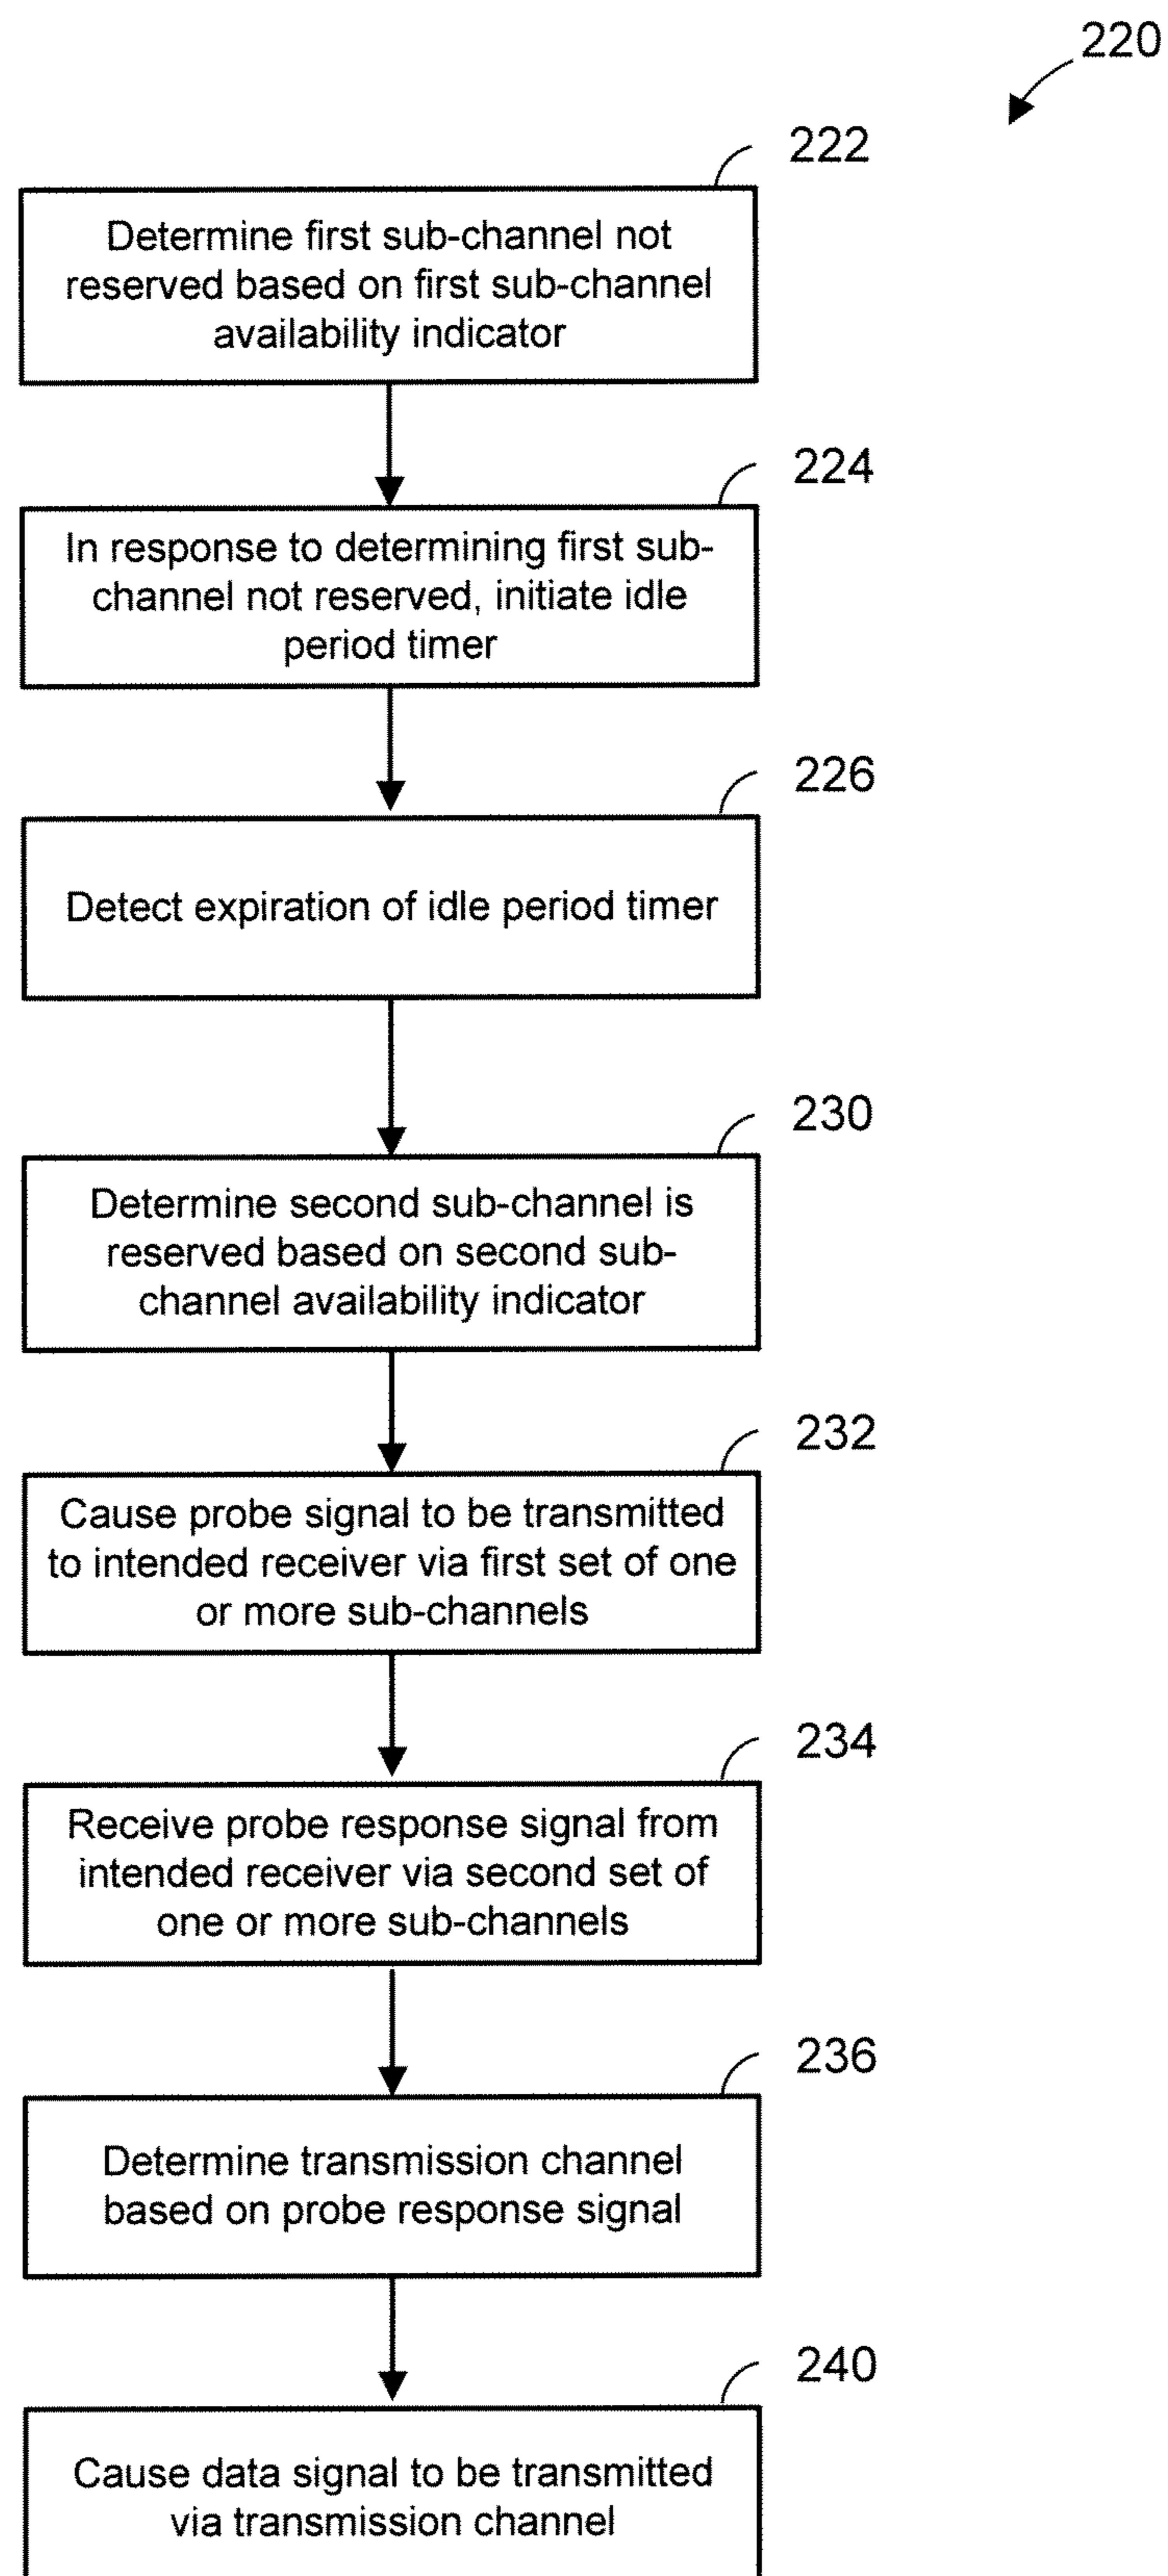 220
222
Determine first sub-channel not
reserved based on first sub-channel
availability indicator
224
In response to determining first sub-
channel not reserved, initiate idle
period timer
226
Detect expiration of idle period timer
230
Determine second sub-channel is
reserved based on second sub-
channel availability indicator
232
Cause probe signal to be transmitted
to intended receiver via first set of one
or more sub-channels
234
Receive probe response signal from
intended receiver via second set of
one or more sub-channels
236
Determine transmission channel
based on probe response signal
240
Cause data signal to be transmitted
via transmission channel